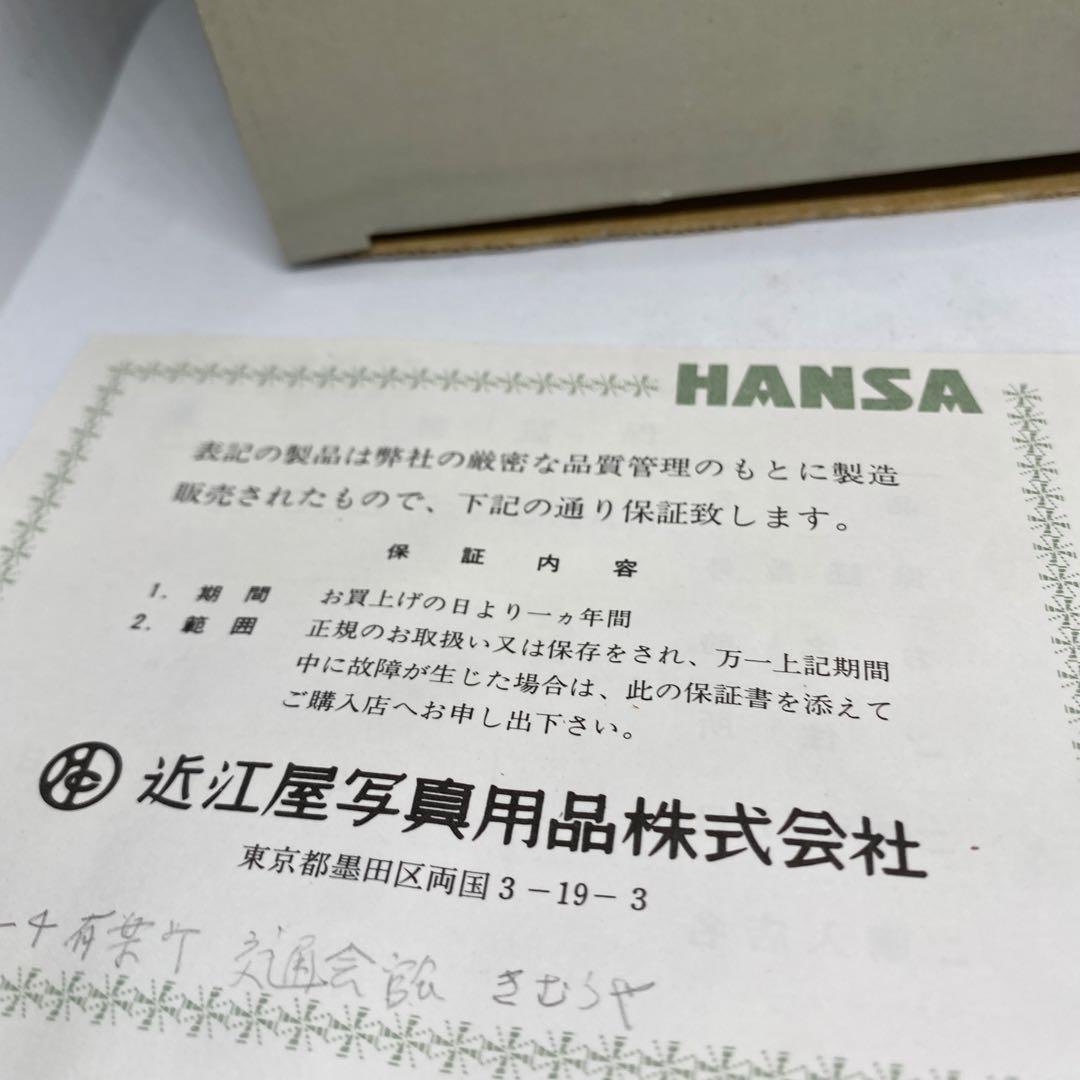 HANSA
表記の製品は弊社の厳密な品質管理のもとに製造
販売されたもので、下記の通り保証致します。
保証内容
1. 期間 お買上げの日より一ヵ年間
2. 範囲 正規のお取扱い又は保存をされ、万一上記期間
中に故障が生じた場合は、此の保証書を添えて
ご購入店へお申し出下さい。
近江屋写真用品株式会社
東京都墨田区両国3-19-3
交通会館 きむらや